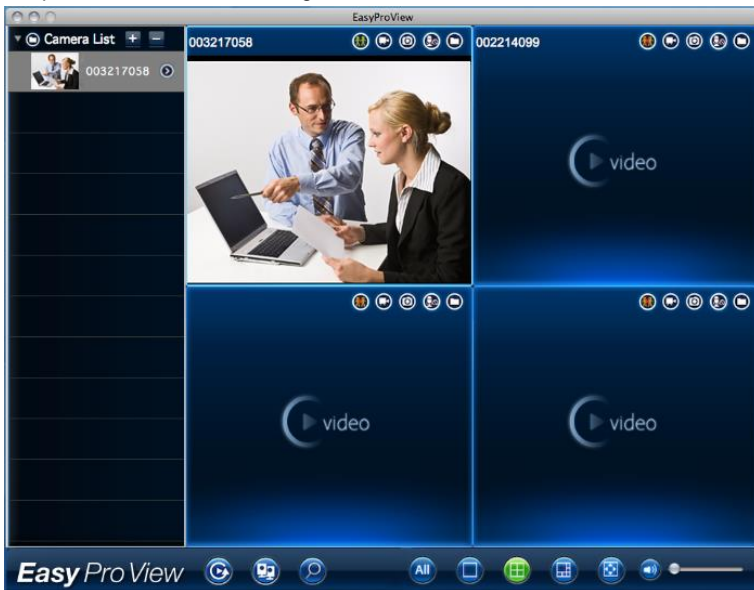 EasyProView
Camera List + −
003217058
003217058
002214099
video
video
video
Easy Pro View
All